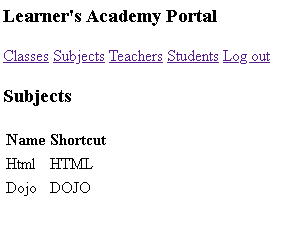 Learner's Academy Portal
Classes Subjects Teachers Students Log out
Subjects
Name Shortcut
Html HTML
Dojo DOJO